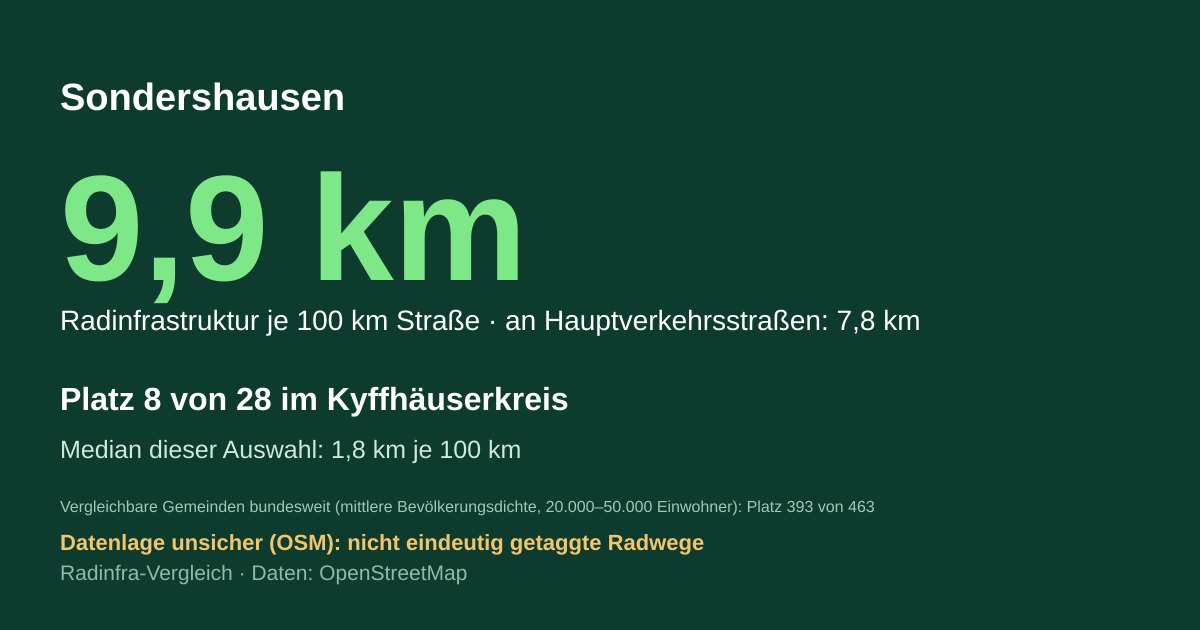 Sondershausen
9,9 km
Radinfrastruktur je 100 km Straße · an Hauptverkehrsstraßen: 7,8 km
Platz 8 von 28 im Kyffhäuserkreis
Median dieser Auswahl: 1,8 km je 100 km
Vergleichbare Gemeinden bundesweit (mittlere Bevölkerungsdichte, 20.000–50.000 Einwohner): Platz 393 von 463
Datenlage unsicher (OSM): nicht eindeutig getaggte Radwege
Radinfra-Vergleich · Daten: OpenStreetMap